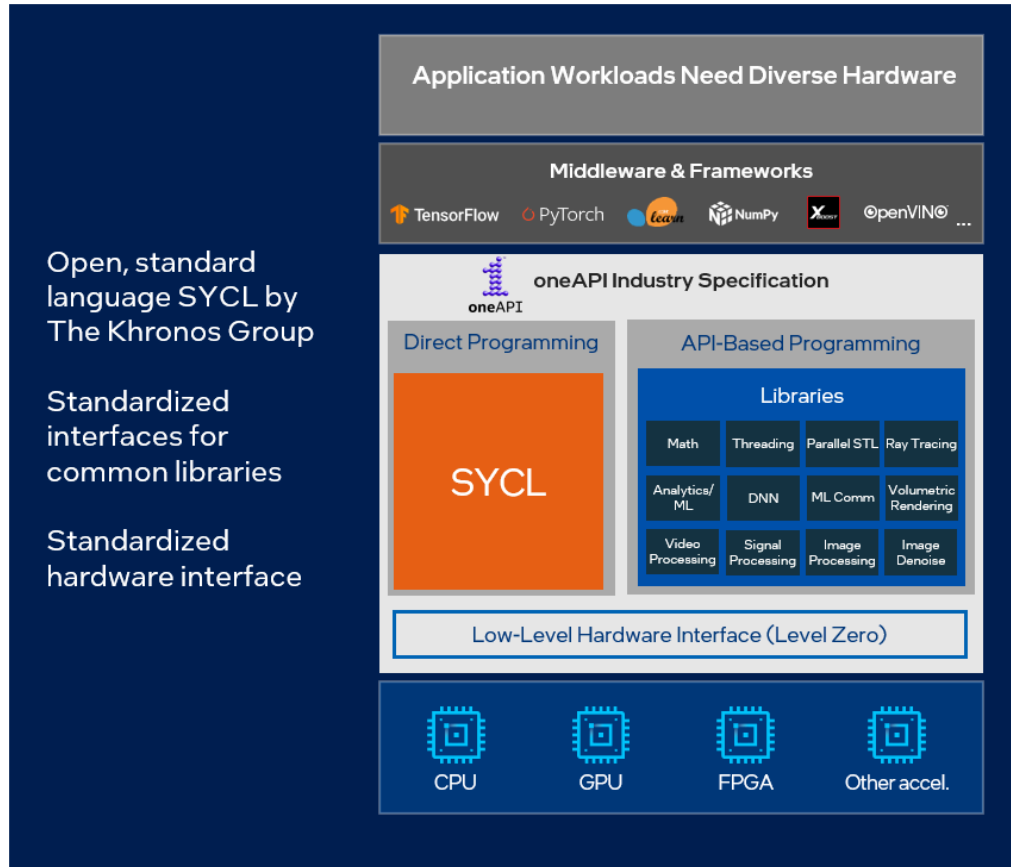 Open, standard
language SYCL by
The Khronos Group
Standardized
interfaces for
common libraries
Standardized
hardware interface
Application Workloads Need Diverse Hardware
Middleware & Frameworks
TensorFlow PyTorch learn NumPy XBoost OpenVINO ...
oneAPI
oneAPI Industry Specification
Direct Programming
SYCL
API-Based Programming
Libraries
Math Threading Parallel STL Ray Tracing
Analytics/
ML
DNN
ML Comm
Volumetric
Rendering
Video
Processing
Signal
Processing
Image
Processing
Image
Denoise
Low-Level Hardware Interface (Level Zero)
CPU GPU FPGA Other accel.